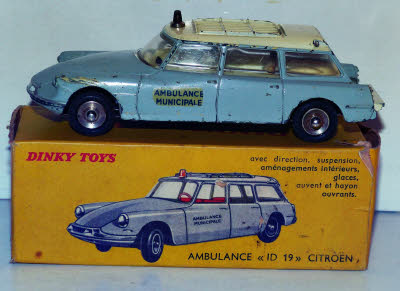 AMBULANCE
MUNICIPALE
DINKY TOYS
avec direction, suspension,
aménagements intérieurs,
glaces,
auvent et hayon
ouvrants.
AMBULANCE
MUNICIPALE
AMBULANCE « ID 19 » CITROËN